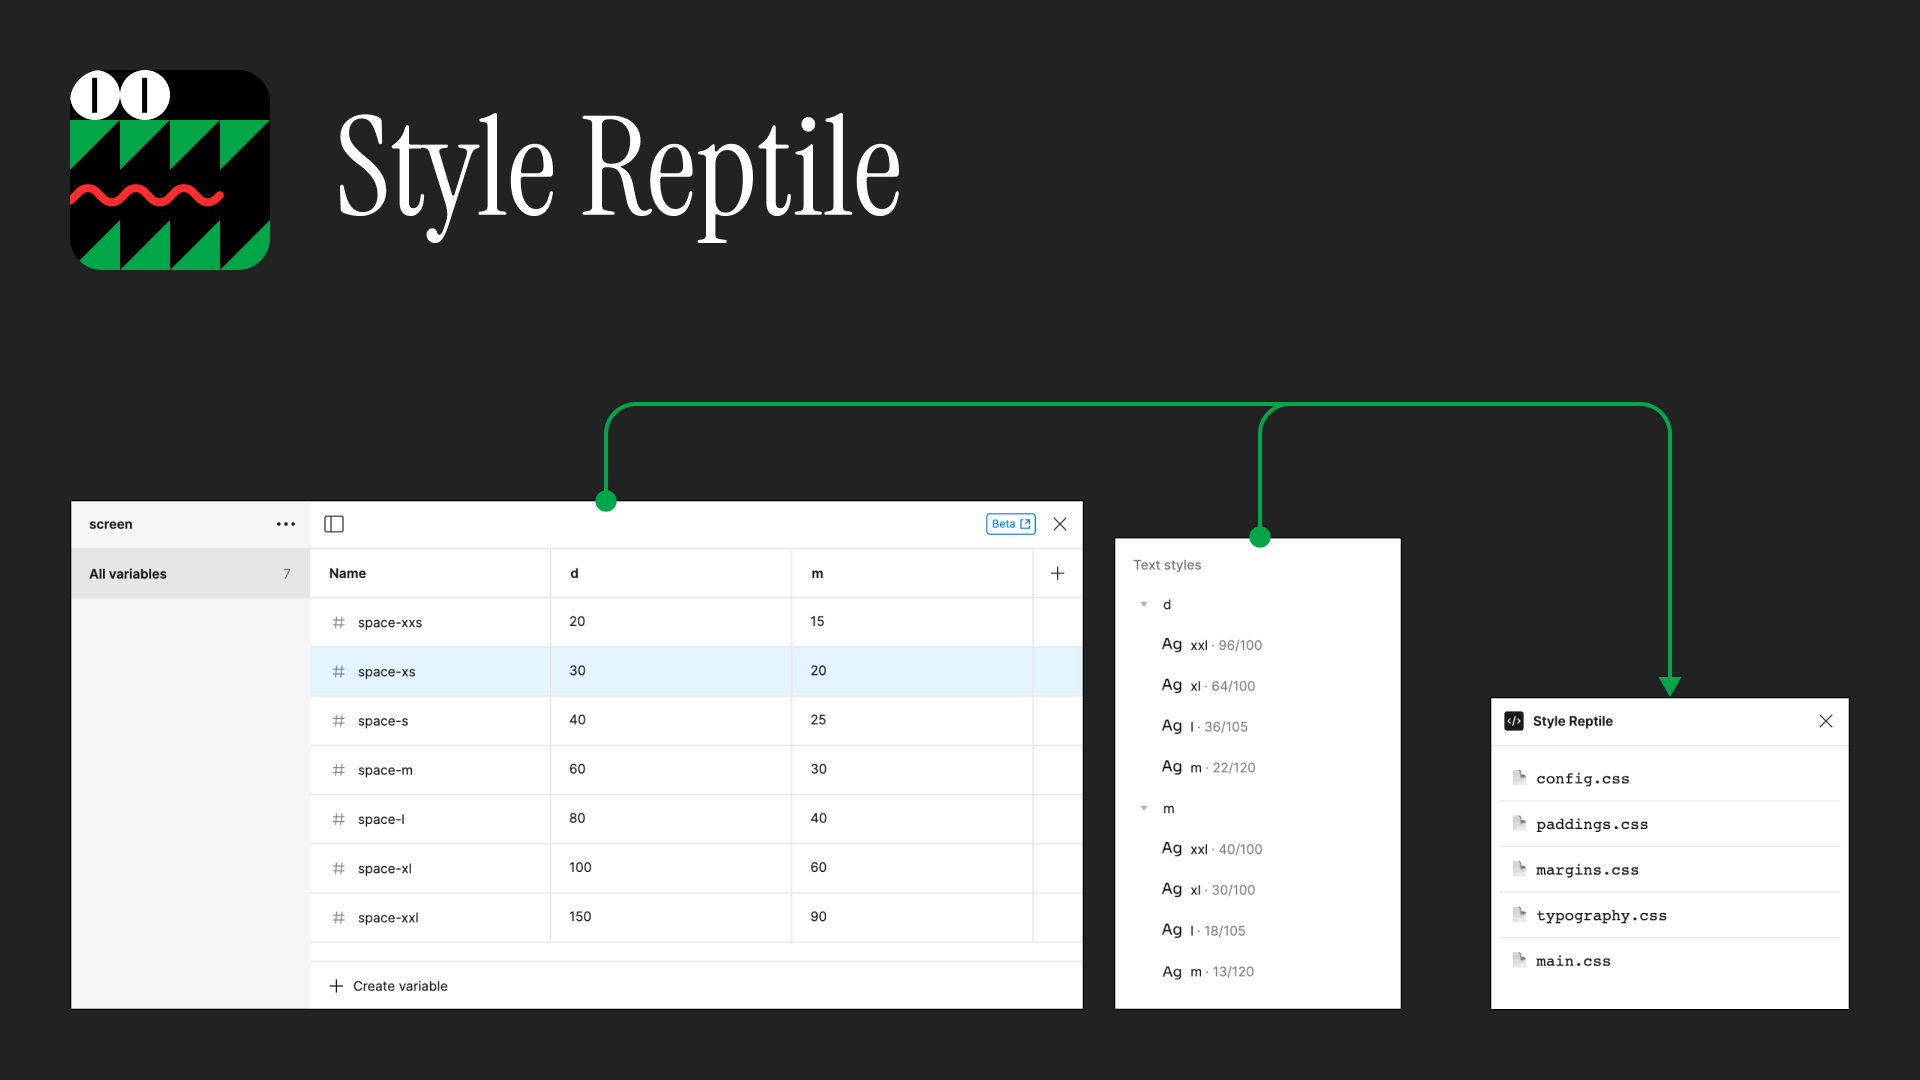 Style Reptile
screen
Beta
All variables 7
Name d m
space-xxs 20 15
space-xs 30 20
space-s 40 25
space-m 60 30
space-l 80 40
space-xl 100 60
space-xxl 150 90
Create variable
Text styles
d
Ag xxl · 96/100
Ag xl · 64/100
Ag l · 36/105
Ag m · 22/120
m
Ag xxl · 40/100
Ag xl · 30/100
Ag l · 18/105
Ag m · 13/120
Style Reptile
config.css
paddings.css
margins.css
typography.css
main.css